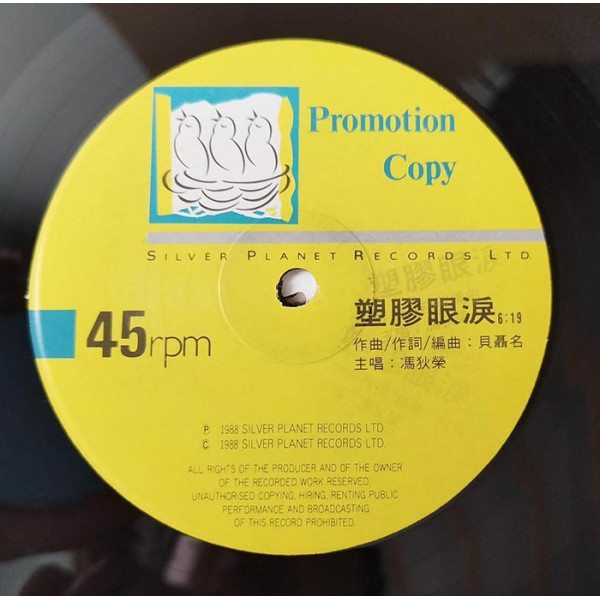 Promotion
Copy
SILVER PLANET RECORDS LTD
塑膠眼淚 6:19
45rpm
作曲/作詞/編曲：貝聶名
主唱：馮狄榮
℗ 1988 SILVER PLANET RECORDS LTD.
© 1988 SILVER PLANET RECORDS LTD.
ALL RIGHTS OF THE PRODUCER AND OF THE OWNER
OF THE RECORDED WORK RESERVED.
UNAUTHORISED COPYING, HIRING, RENTING PUBLIC
PERFORMANCE AND BROADCASTING
OF THIS RECORD PROHIBITED.